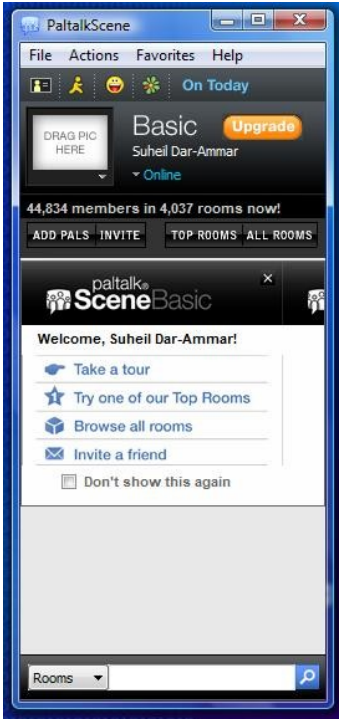 PaltalkScene
File Actions Favorites Help
On Today
DRAG PIC
HERE
Basic Upgrade
Suheil Dar-Ammar
Online
44,834 members in 4,037 rooms now!
ADD PALS INVITE TOP ROOMS ALL ROOMS
paltalk®
SceneBasic
Welcome, Suheil Dar-Ammar!
Take a tour
1 Try one of our Top Rooms
Browse all rooms
Invite a friend
Don't show this again
Rooms